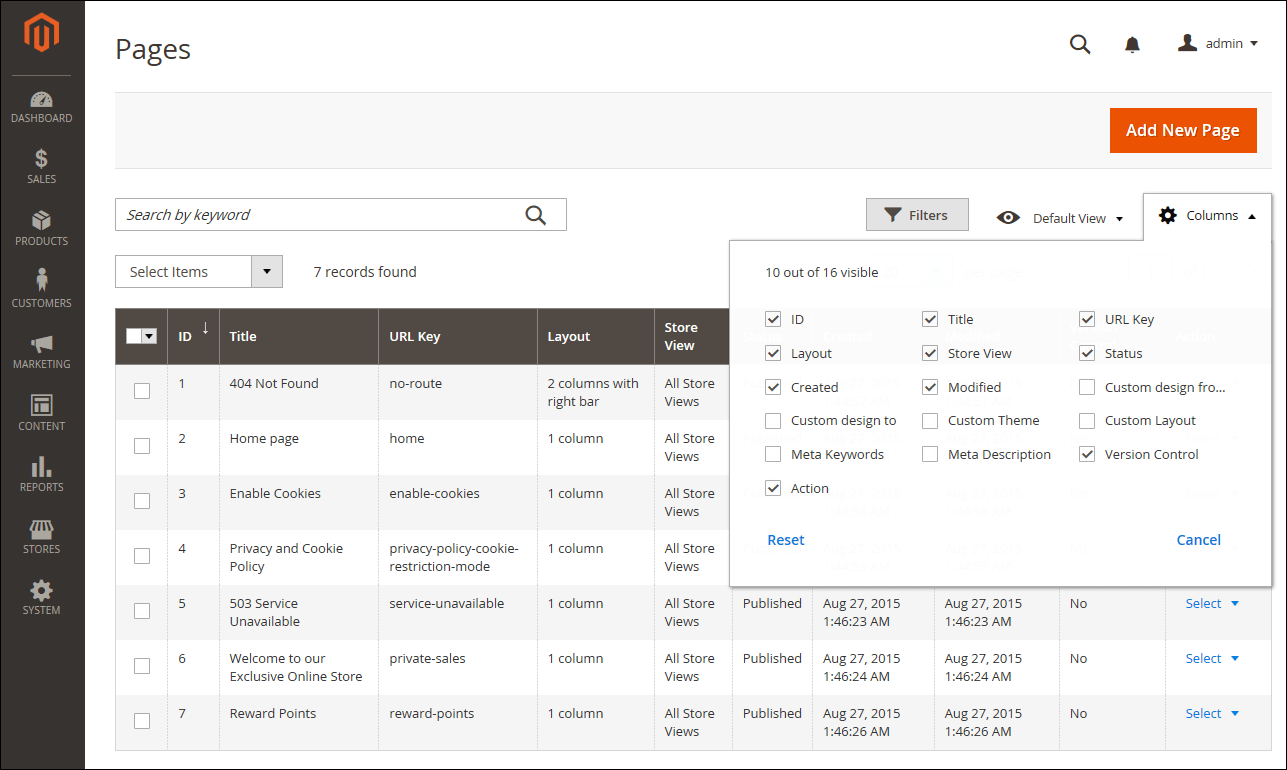 Pages
admin
DASHBOARD
SALES
PRODUCTS
CUSTOMERS
MARKETING
CONTENT
REPORTS
STORES
SYSTEM
Add New Page
Search by keyword
Filters
Default View
Columns
Select Items
7 records found
10 out of 16 visible
ID
Title
URL Key
Layout
Store View
Status
Created
Modified
Custom design fro...
Custom design to
Custom Theme
Custom Layout
Meta Keywords
Meta Description
Version Control
Action
Reset
Cancel
ID
Title
URL Key
Layout
Store
View
1
404 Not Found
no-route
2 columns with
right bar
All Store
Views
2
Home page
home
1 column
All Store
Views
3
Enable Cookies
enable-cookies
1 column
All Store
Views
4
Privacy and Cookie
Policy
privacy-policy-cookie-
restriction-mode
1 column
All Store
Views
5
503 Service
Unavailable
service-unavailable
1 column
All Store
Views
Published
Aug 27, 2015
1:46:23 AM
Aug 27, 2015
1:46:23 AM
No
Select
6
Welcome to our
Exclusive Online Store
private-sales
1 column
All Store
Views
Published
Aug 27, 2015
1:46:24 AM
Aug 27, 2015
1:46:24 AM
No
Select
7
Reward Points
reward-points
1 column
All Store
Views
Published
Aug 27, 2015
1:46:26 AM
Aug 27, 2015
1:46:26 AM
No
Select